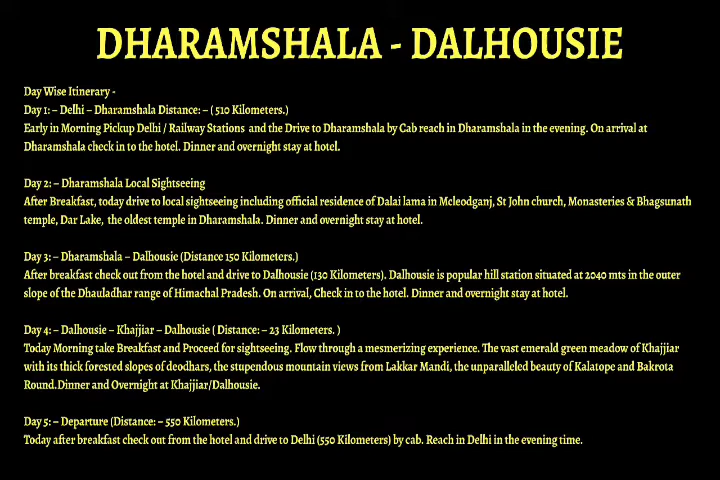 DHARAMSHALA - DALHOUSIE
Day Wise Itinerary -
Day 1: – Delhi – Dharamshala Distance: – ( 510 Kilometers.)
Early in Morning Pickup Delhi / Railway Stations and the Drive to Dharamshala by Cab reach in Dharamshala in the evening. On arrival at
Dharamshala check in to the hotel. Dinner and overnight stay at hotel.
Day 2: – Dharamshala Local Sightseeing
After Breakfast, today drive to local sightseeing including official residence of Dalai lama in Mcleodganj, St John church, Monasteries & Bhagsunath
temple, Dar Lake, the oldest temple in Dharamshala. Dinner and overnight stay at hotel.
Day 3: – Dharamshala – Dalhousie (Distance 150 Kilometers.)
After breakfast check out from the hotel and drive to Dalhousie (130 Kilometers). Dalhousie is popular hill station situated at 2040 mts in the outer
slope of the Dhauladhar range of Himachal Pradesh. On arrival, Check in to the hotel. Dinner and overnight stay at hotel.
Day 4: – Dalhousie – Khajjiar – Dalhousie ( Distance: – 23 Kilometers. )
Today Morning take Breakfast and Proceed for sightseeing. Flow through a mesmerizing experience. The vast emerald green meadow of Khajjiar
with its thick forested slopes of deodhars, the stupendous mountain views from Lakkar Mandi, the unparalleled beauty of Kalatope and Bakrota
Round.Dinner and Overnight at Khajjiar/Dalhousie.
Day 5: – Departure (Distance: – 550 Kilometers.)
Today after breakfast check out from the hotel and drive to Delhi (550 Kilometers) by cab. Reach in Delhi in the evening time.